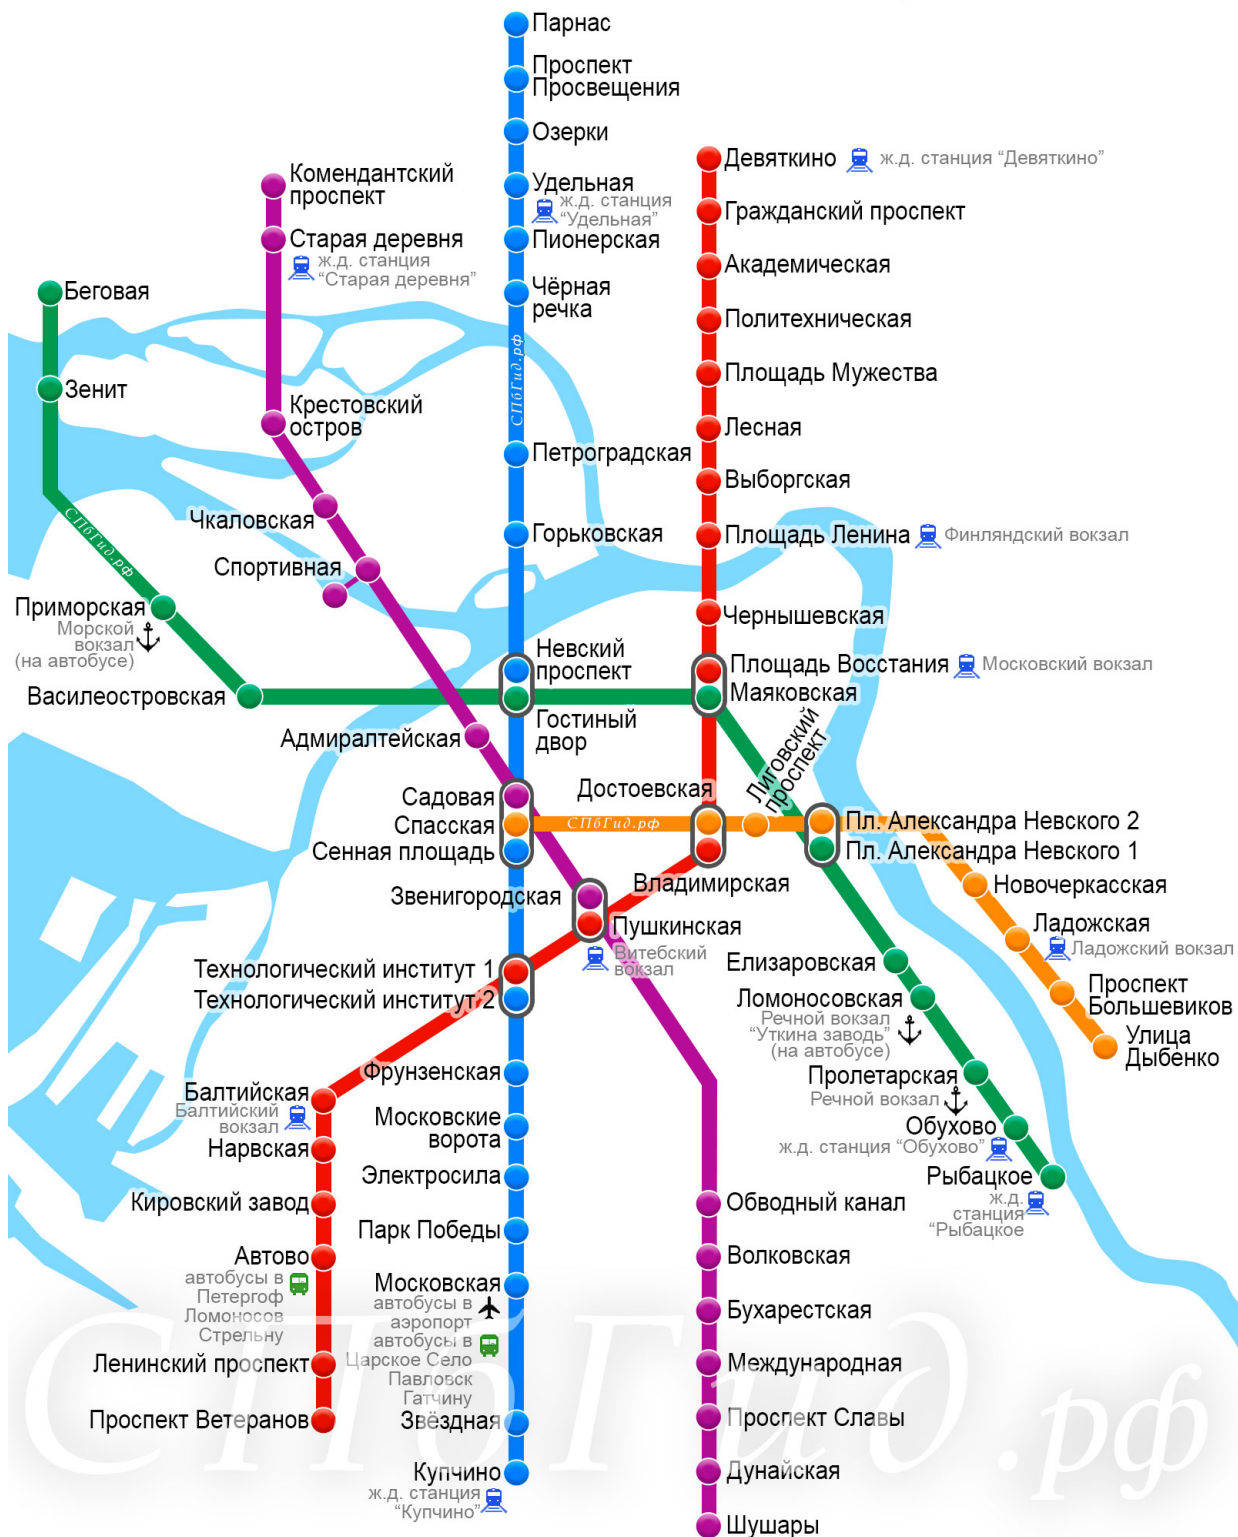 Парнас
Проспект
Просвещения
Озерки
Удельная
ж.д. станция
"Удельная"
Пионерская
Чёрная
речка
СПбГид.рф
Петроградская
Горьковская
Невский
проспект
Гостиный
двор
Девяткино
ж.д. станция "Девяткино"
Гражданский проспект
Академическая
Политехническая
Площадь Мужества
Лесная
Выборгская
Площадь Ленина
Финляндский вокзал
Чернышевская
Площадь Восстания
Московский вокзал
Маяковская
Комендантский
проспект
Старая деревня
ж.д. станция
"Старая деревня"
Крестовский
остров
Чкаловская
Спортивная
Адмиралтейская
Беговая
Зенит
СПбГид.рф
Приморская
Морской
вокзал
(на автобусе)
Василеостровская
Садовая
Спасская
Сенная площадь
СПбГид.рф
Достоевская
Лиговский
проспект
Владимирская
Пл. Александра Невского 2
Пл. Александра Невского 1
Новочеркасская
Ладожская
Ладожский вокзал
Проспект
Большевиков
Улица
Дыбенко
Звенигородская
Пушкинская
Витебский
вокзал
Технологический институт 1
Технологический институт 2
Елизаровская
Ломоносовская
Речной вокзал
"Уткина заводь"
(на автобусе)
Пролетарская
Речной вокзал
Обухово
ж.д. станция "Обухово"
Рыбацкое
ж.д.
станция
"Рыбацкое
Балтийская
Балтийский
вокзал
Нарвская
Кировский завод
Автово
автобусы в
Петергоф
Ломоносов
Стрельну
Ленинский проспект
Проспект Ветеранов
Фрунзенская
Московские
ворота
Электросила
Парк Победы
Московская
автобусы в
аэропорт
автобусы в
Царское Село
Павловск
Гатчину
Звёздная
Купчино
ж.д. станция
"Купчино"
Обводный канал
Волковская
Бухарестская
Международная
Проспект Славы
Дунайская
Шушары
СПбГид.рф